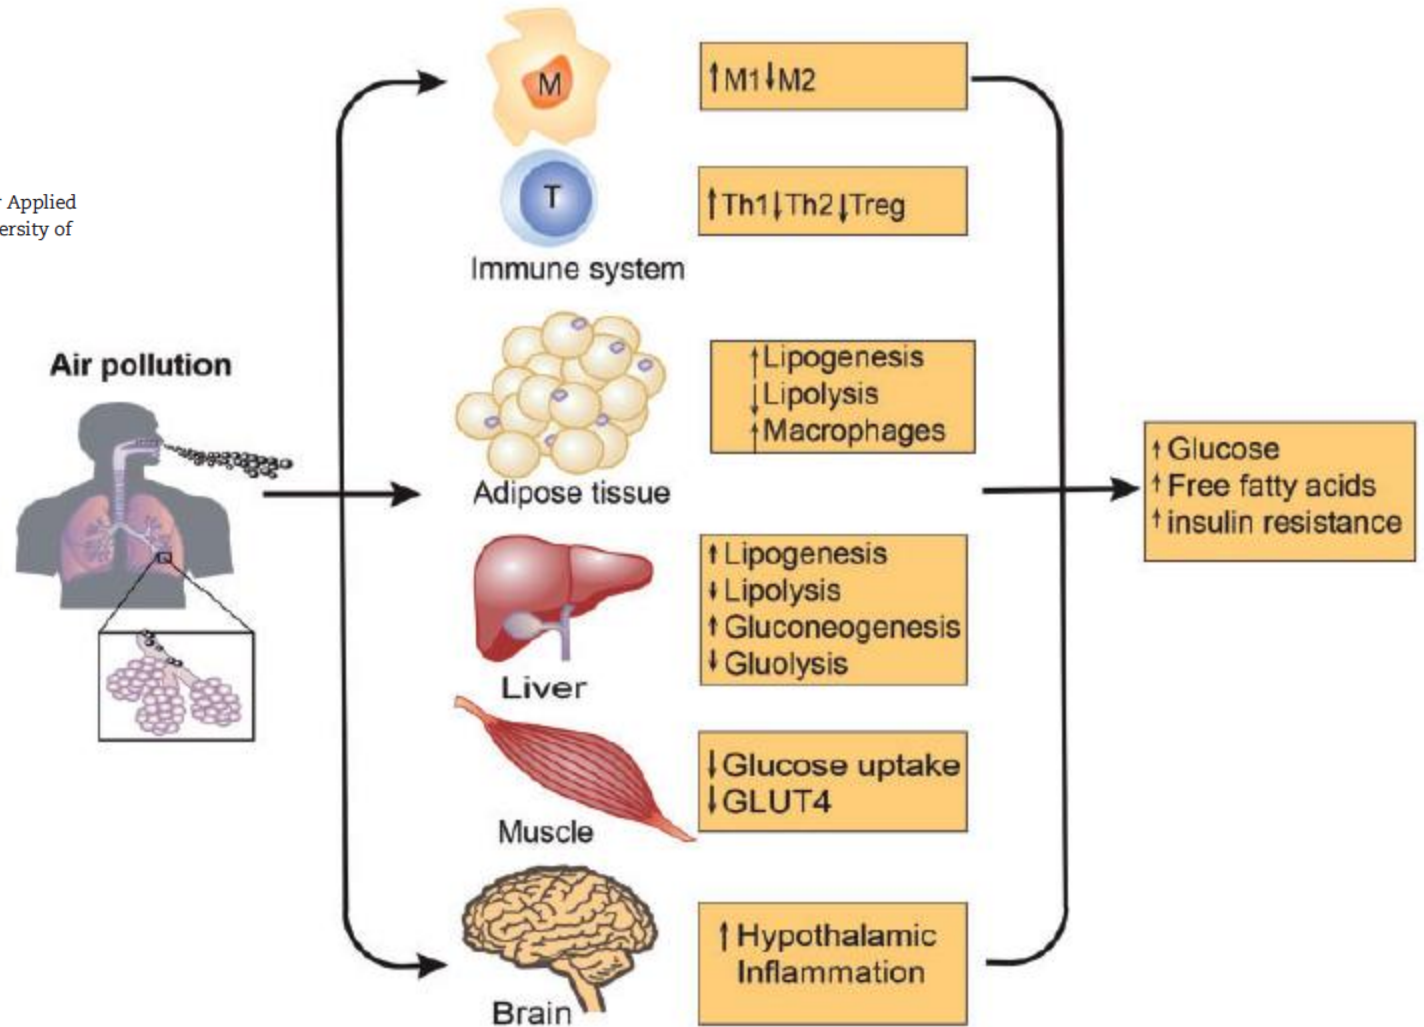 Applied
ersity of
Air pollution
M
↑M1↓M2
T
↑Th1↓Th2↓Treg
Immune system
↑Lipogenesis
↓Lipolysis
↑Macrophages
Adipose tissue
↑Lipogenesis
↓Lipolysis
↑Gluconeogenesis
↓Gluolysis
Liver
↓Glucose uptake
↓GLUT4
Muscle
↑Hypothalamic
Inflammation
Brain
↑Glucose
↑Free fatty acids
↑insulin resistance